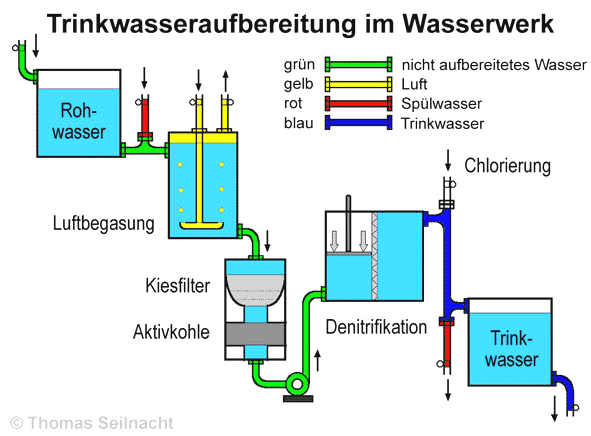 Trinkwasseraufbereitung im Wasserwerk
grün nicht aufbereitetes Wasser
gelb Luft
rot Spülwasser
blau Trinkwasser
Roh-
wasser
Chlorierung
Luftbegasung
Kiesfilter
Aktivkohle
Denitrifikation
Trink-
wasser
© Thomas Seilnacht